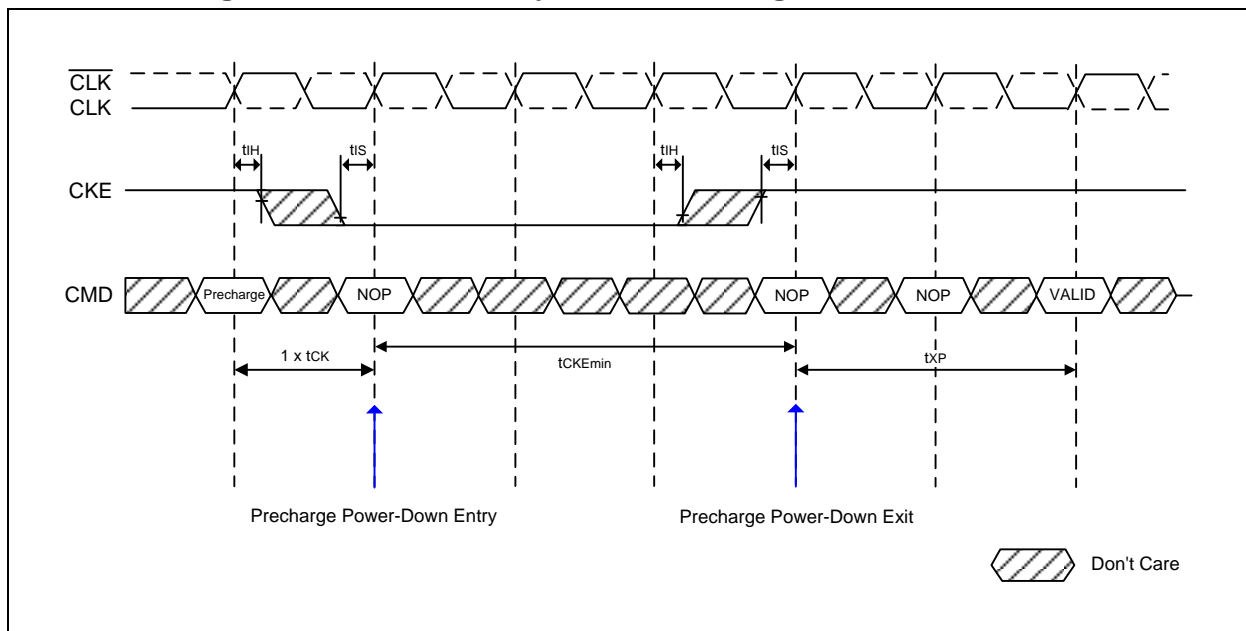 CLK
CLK
tIH
tIS
tIH
tIS
CKE
CMD
Precharge
NOP
NOP
NOP
VALID
1 x tCK
tCKEmin
tXP
Precharge Power-Down Entry
Precharge Power-Down Exit
Don't Care